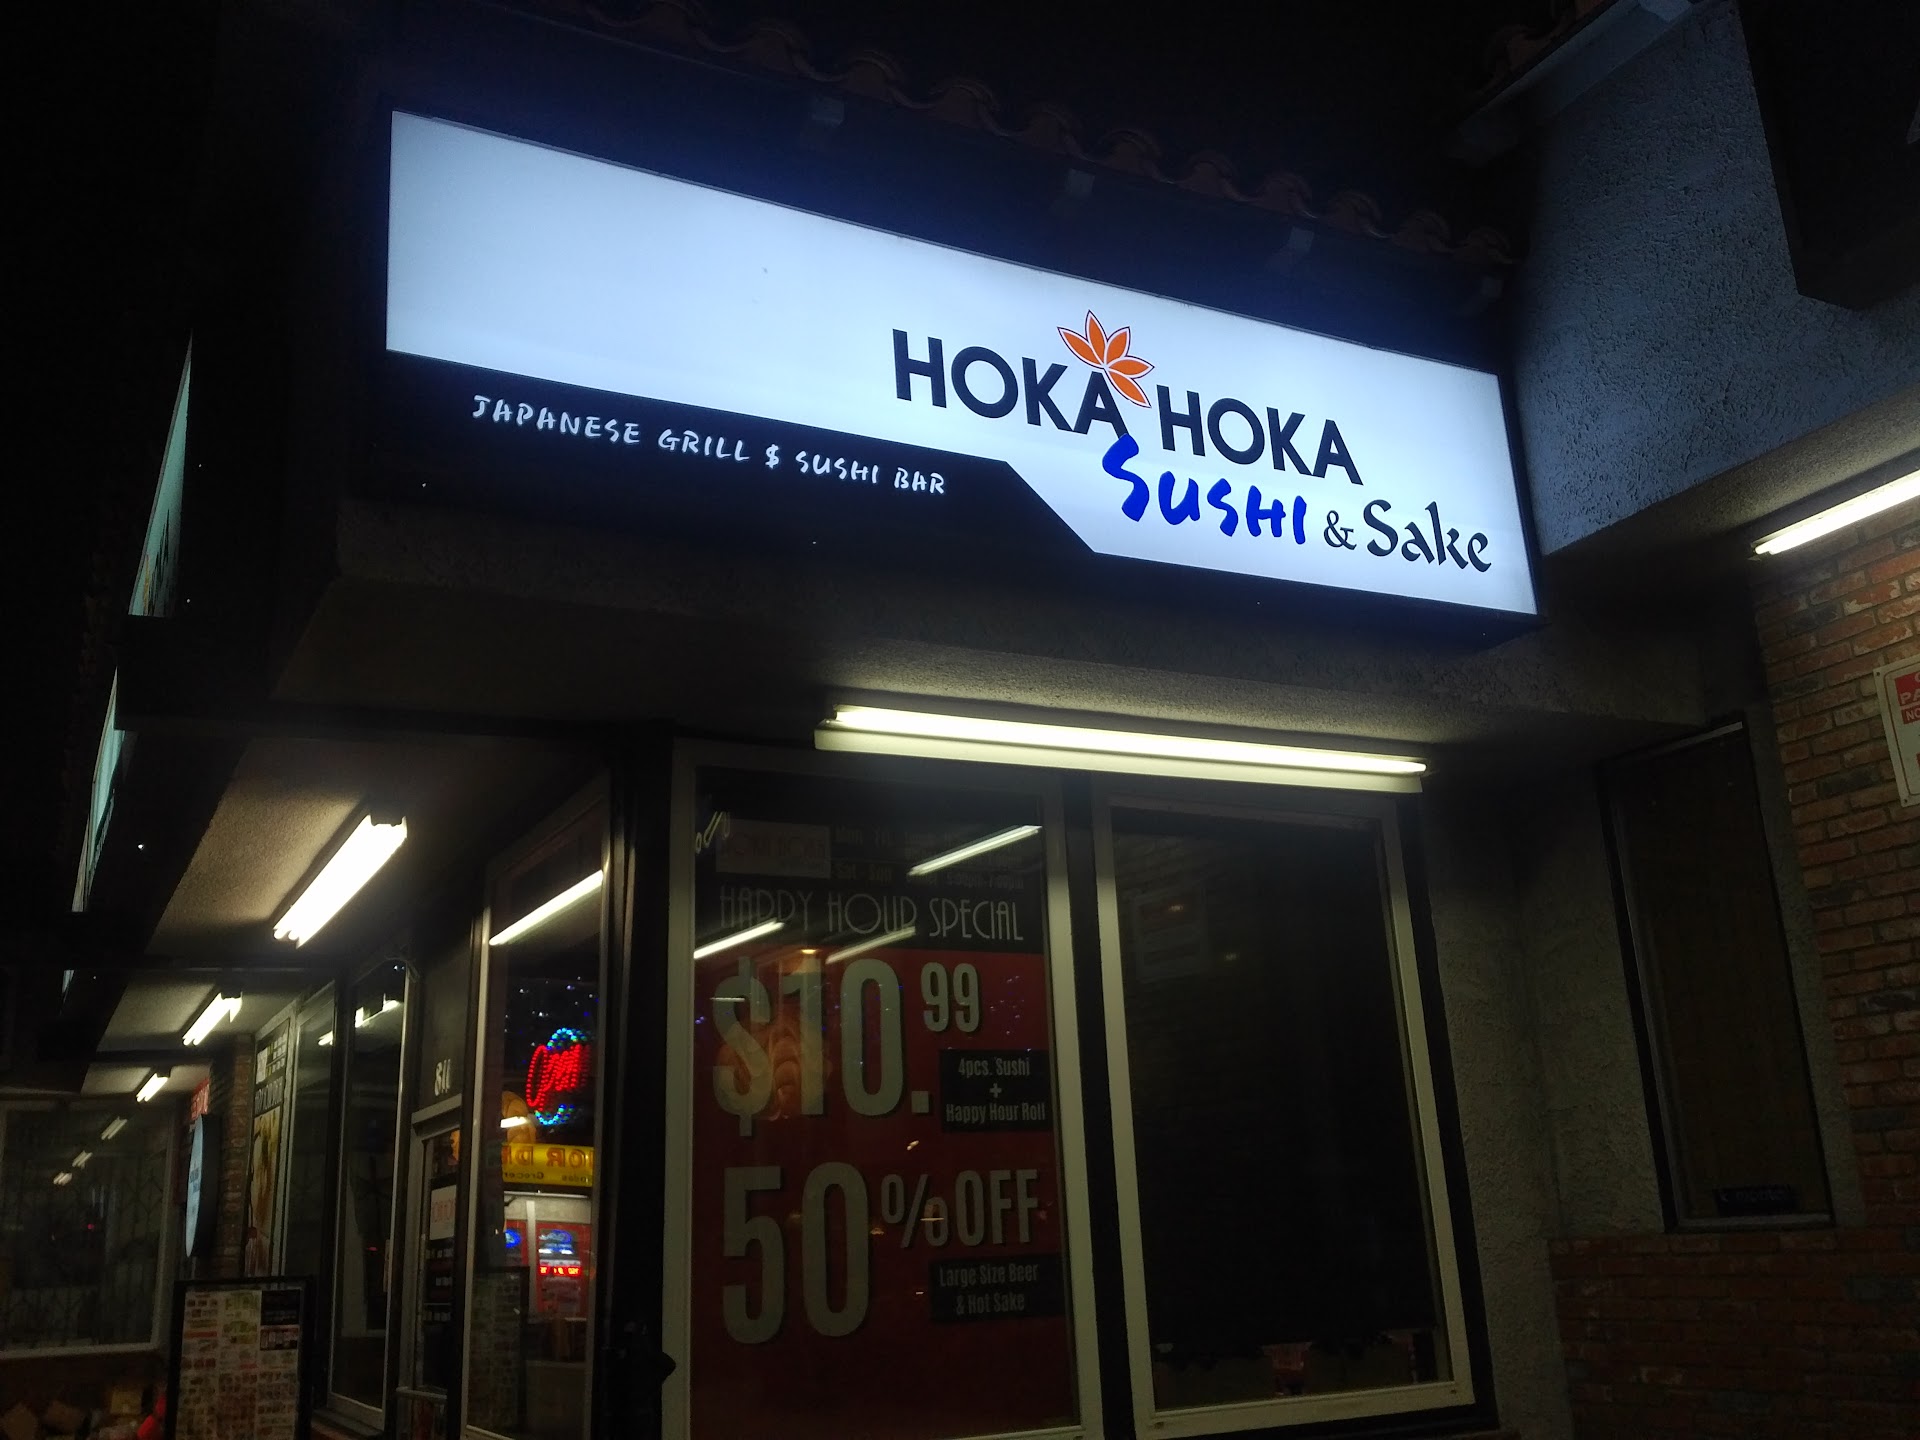 HOKA HOKA
SUSHI & Sake
JAPANESE GRILL $ SUSHI BAR
HAPPY HOUR SPECIAL
$10.99
4pcs. Sushi
+
Happy Hour Roll
50%OFF
Large Size Beer
& Hot Sake
Open